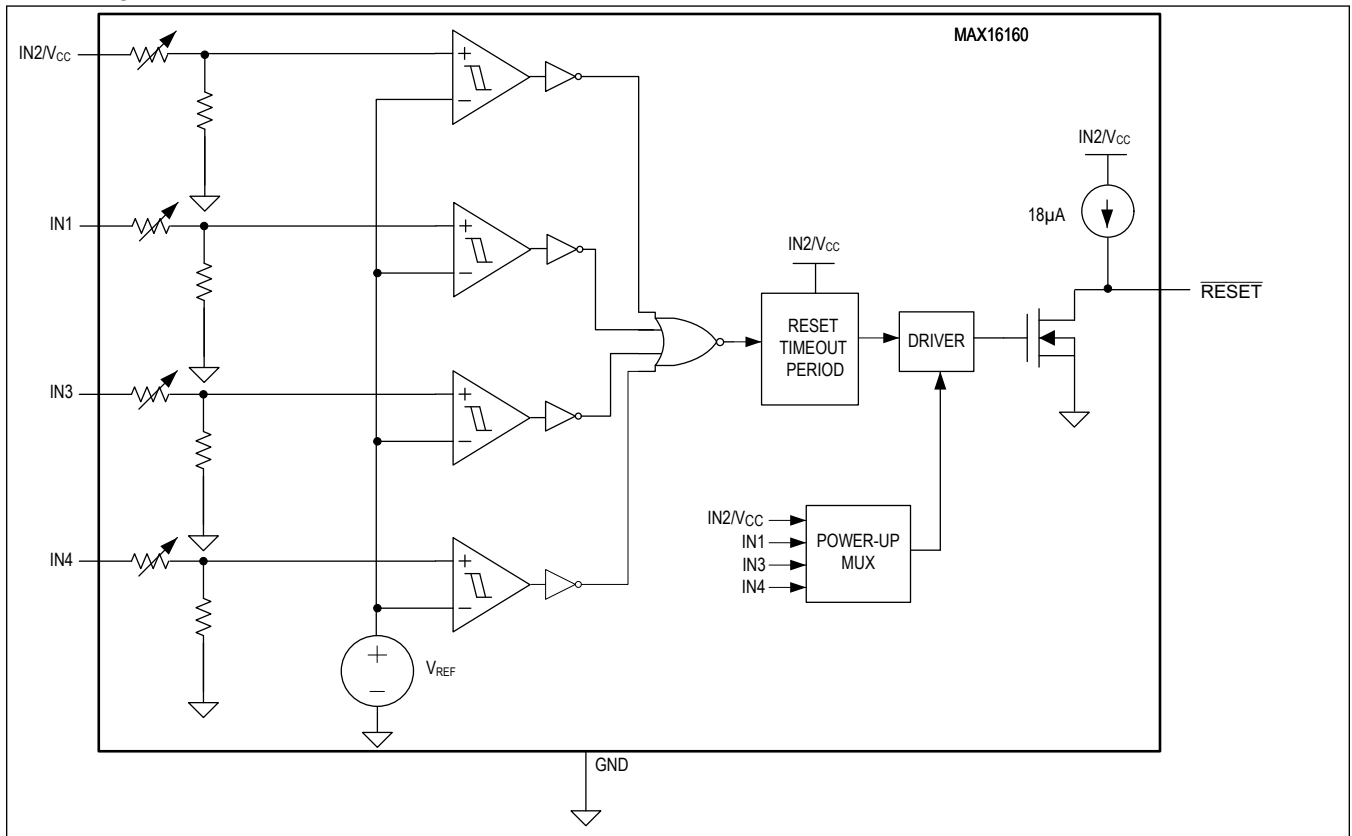 MAX16160
IN2/VCC
+
−
IN2/VCC
18µA
IN1
+
−
IN2/VCC
RESET
RESET
TIMEOUT
PERIOD
DRIVER
IN3
+
−
IN2/VCC
IN1
IN3
IN4
POWER-UP
MUX
IN4
+
−
+
−
VREF
GND